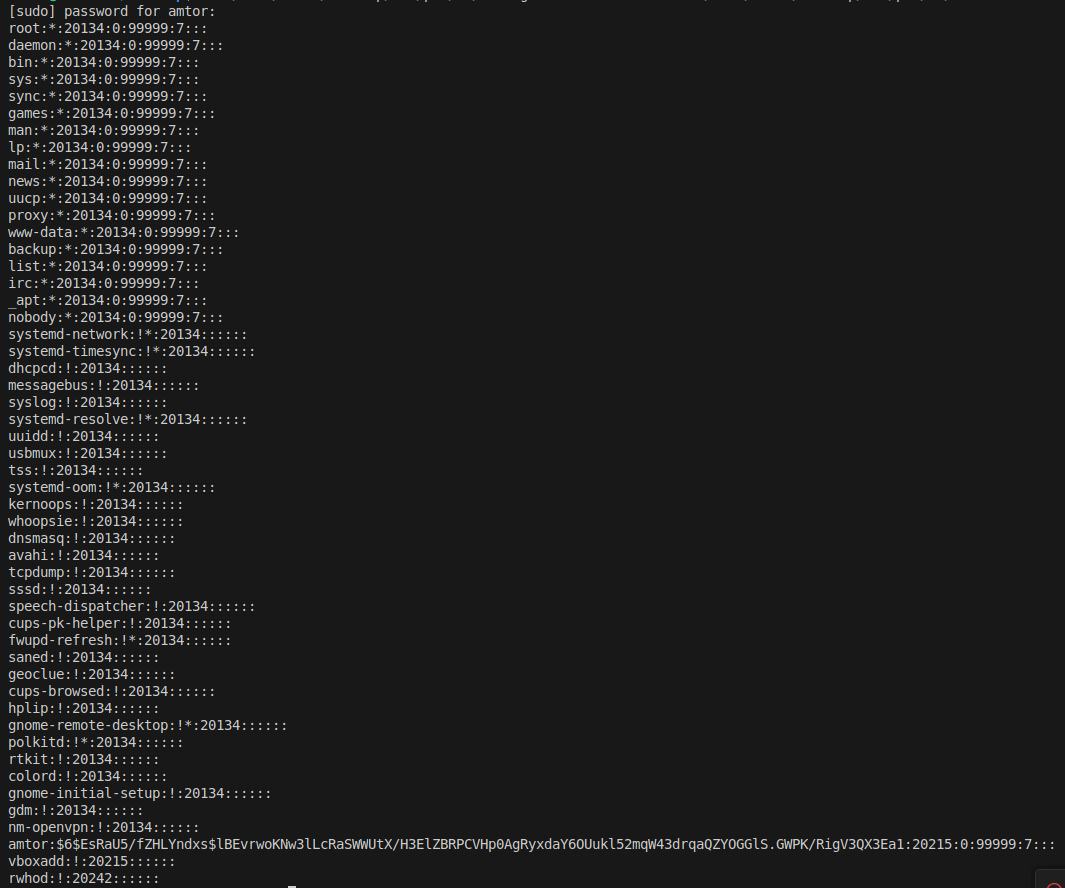 [sudo] password for amtor:
root:*:20134:0:99999:7:::
daemon:*:20134:0:99999:7:::
bin:*:20134:0:99999:7:::
sys:*:20134:0:99999:7:::
sync:*:20134:0:99999:7:::
games:*:20134:0:99999:7:::
man:*:20134:0:99999:7:::
lp:*:20134:0:99999:7:::
mail:*:20134:0:99999:7:::
news:*:20134:0:99999:7:::
uucp:*:20134:0:99999:7:::
proxy:*:20134:0:99999:7:::
www-data:*:20134:0:99999:7:::
backup:*:20134:0:99999:7:::
list:*:20134:0:99999:7:::
irc:*:20134:0:99999:7:::
_apt:*:20134:0:99999:7:::
nobody:*:20134:0:99999:7:::
systemd-network:!*:20134::::::
systemd-timesync:!*:20134::::::
dhcpcd:!:20134::::::
messagebus:!:20134::::::
syslog:!:20134::::::
systemd-resolve:!*:20134::::::
uuidd:!:20134::::::
usbmux:!:20134::::::
tss:!:20134::::::
systemd-oom:!*:20134::::::
kernoops:!:20134::::::
whoopsie:!:20134::::::
dnsmasq:!:20134::::::
avahi:!:20134::::::
tcpdump:!:20134::::::
sssd:!:20134::::::
speech-dispatcher:!:20134::::::
cups-pk-helper:!:20134::::::
fwupd-refresh:!*:20134::::::
saned:!:20134::::::
geoclue:!:20134::::::
cups-browsed:!:20134::::::
hplip:!:20134::::::
gnome-remote-desktop:!*:20134::::::
polkitd:!*:20134::::::
rtkit:!:20134::::::
colord:!:20134::::::
gnome-initial-setup:!:20134::::::
gdm:!:20134::::::
nm-openvpn:!:20134::::::
amtor:$6$EsRaU5/fZHLYndxs$lBEvrwoKNw3lLcRaSWWUtX/H3ElZBRPCVHp0AgRyxdaY6OUukl52mqW43drqaQZYOGGlS.GWPK/RigV3QX3Ea1:20215:0:99999:7:::
vboxadd:!:20215::::::
rwhod:!:20242::::::